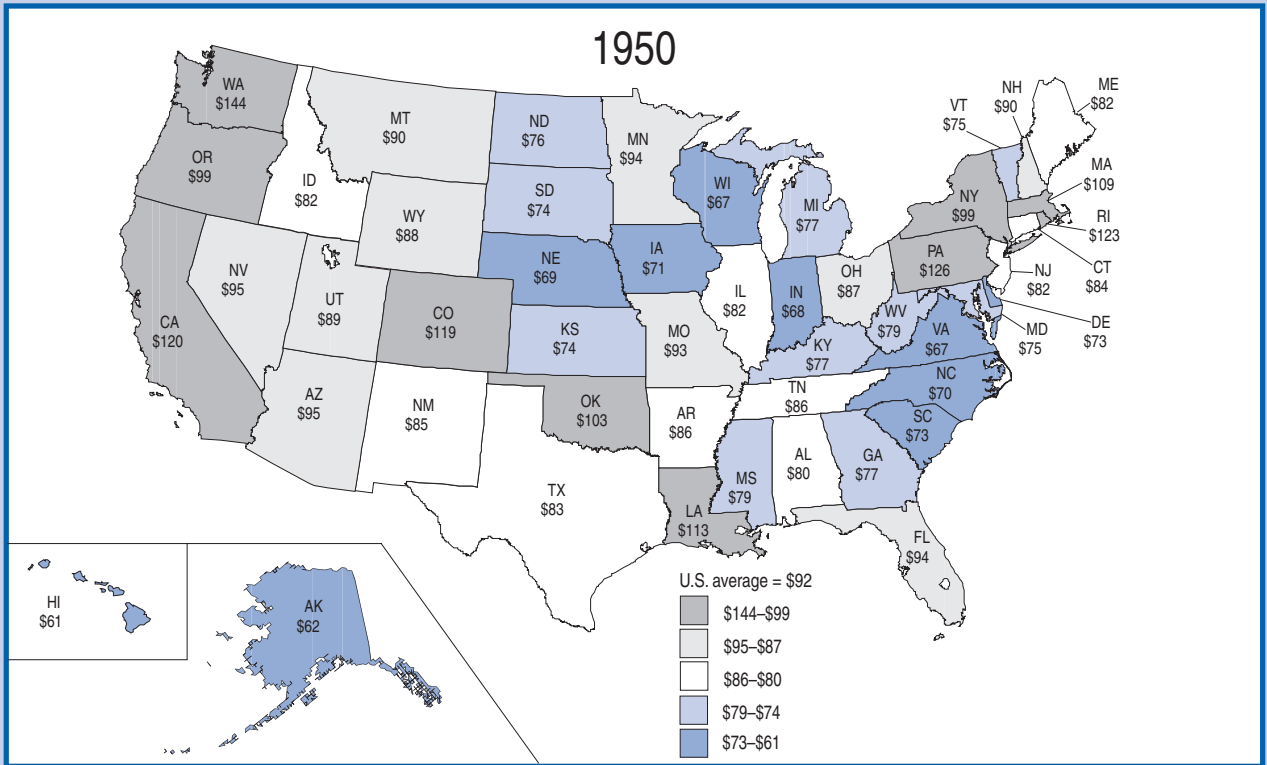 1950
WA
$144
OR
$99
CA
$120
ID
$82
NV
$95
MT
$90
WY
$88
UT
$89
AZ
$95
CO
$119
NM
$85
ND
$76
SD
$74
NE
$69
KS
$74
OK
$103
TX
$83
MN
$94
IA
$71
MO
$93
AR
$86
LA
$113
WI
$67
IL
$82
MI
$77
IN
$68
OH
$87
KY
$77
TN
$86
MS
$79
AL
$80
GA
$77
FL
$94
SC
$73
NC
$70
VA
$67
WV
$79
PA
$126
NY
$99
VT
$75
NH
$90
ME
$82
MA
$109
RI
$123
CT
$84
NJ
$82
DE
$73
MD
$75
HI
$61
AK
$62
U.S. average = $92
$144–$99
$95–$87
$86–$80
$79–$74
$73–$61